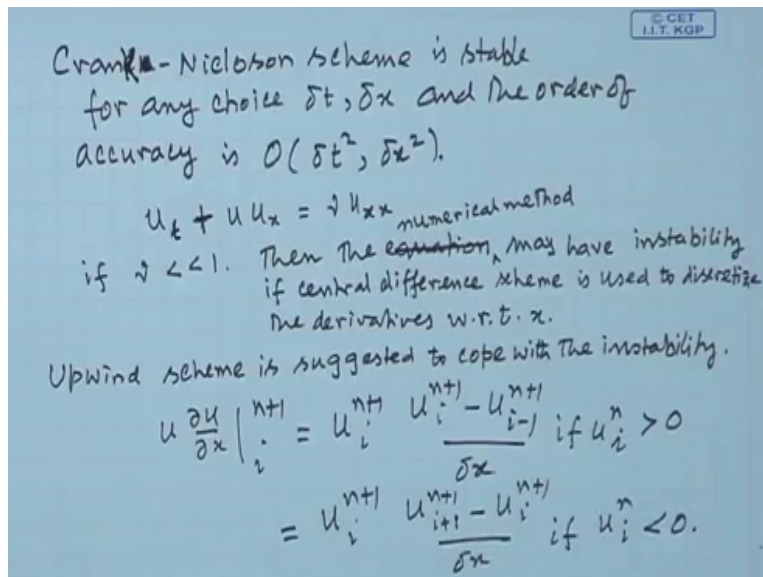 © CET
I.I.T. KGP
Crank - Nicloson scheme is stable
for any choice δt, δx and the order of
accuracy is O(δt², δx²).
u_t + u u_x = ν u_xx
numerical method
if ν <<1. Then the equation, may have instability
if central difference scheme is used to discretize
the derivatives w.r.t. x.
Upwind scheme is suggested to cope with the instability.
u ∂u/∂x |_i^{n+1} = u_i^{n+1} (u_i^{n+1} - u_{i-1}^{n+1})/δx if u_i^n > 0
= u_i^{n+1} (u_{i+1}^{n+1} - u_i^{n+1})/δx if u_i^n < 0.